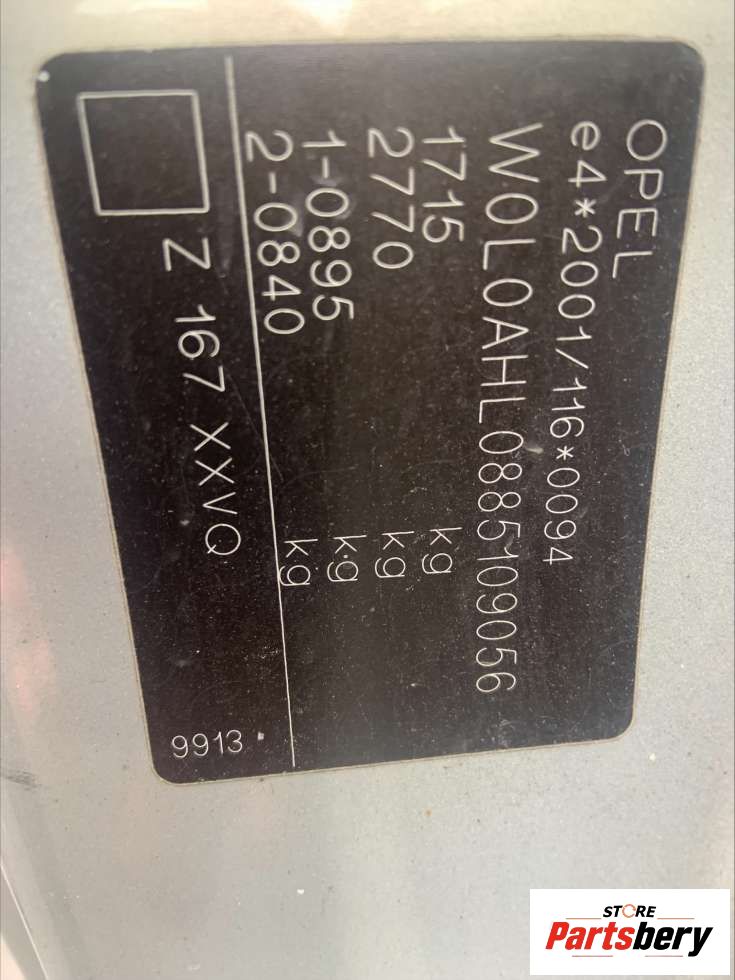 OPEL
e4*2001/116*0094
W0L0AHL0885109056
1715 kg
2770 kg
1-0895 kg
2-0840 kg
Z 167 XXVQ
9913
STORE
Partsbery